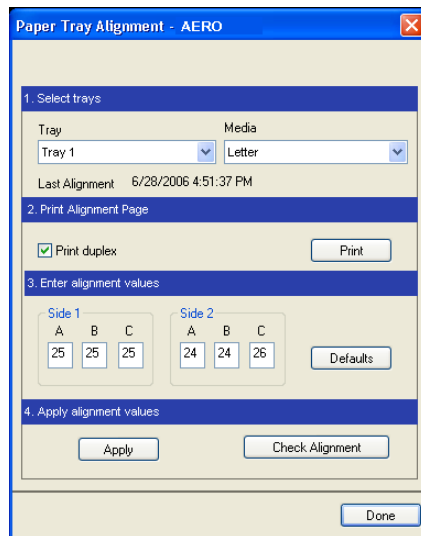 Paper Tray Alignment - AERO
1. Select trays
Tray Media
Tray 1 Letter
Last Alignment 6/28/2006 4:51:37 PM
2. Print Alignment Page
Print duplex Print
3. Enter alignment values
Side 1 Side 2
A B C A B C
25 25 25 24 24 26 Defaults
4. Apply alignment values
Apply Check Alignment
Done